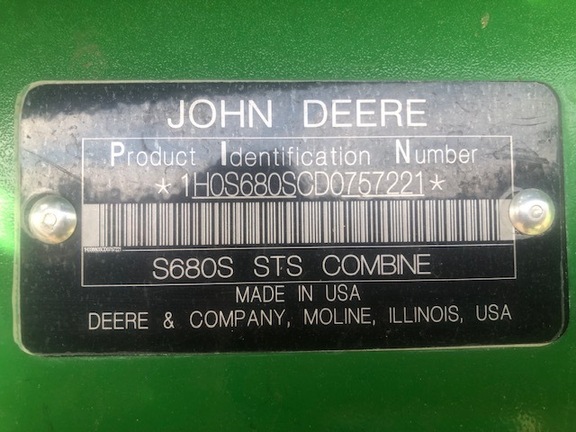 JOHN DEERE
Product Identification Number
*1H0S680SCD0757221*
S680S STS COMBINE
MADE IN USA
DEERE & COMPANY, MOLINE, ILLINOIS, USA